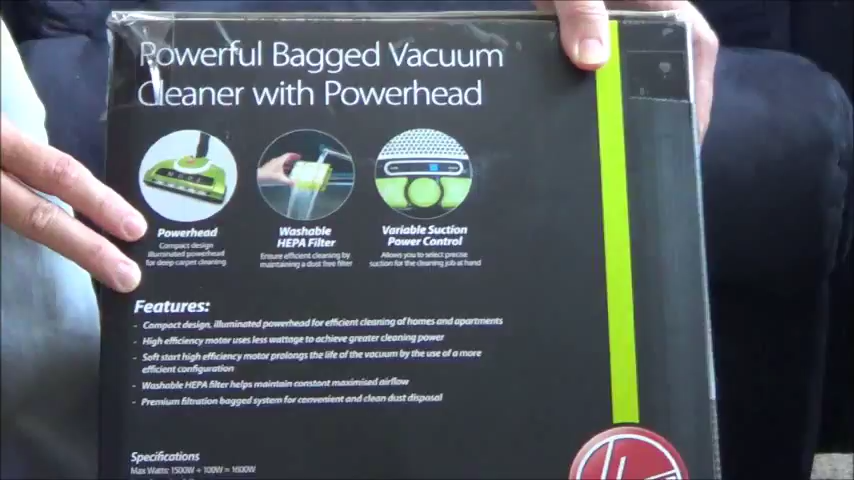 Powerful Bagged Vacuum
Cleaner with Powerhead
Powerhead
Compact design
illuminated powerhead
for deep carpet cleaning
Washable
HEPA Filter
Ensure efficient cleaning by
maintaining a dust free filter
Variable Suction
Power Control
Allows you to select precise
suction for the cleaning job at hand
Features:
- Compact design, illuminated powerhead for efficient cleaning of homes and apartments
- High efficiency motor uses less wattage to achieve greater cleaning power
- Soft start high efficiency motor prolongs the life of the vacuum by the use of a more
efficient configuration
- Washable HEPA filter helps maintain constant maximised airflow
- Premium filtration bagged system for convenient and clean dust disposal
Specifications
Max Watts: 1500W + 100W = 1600W